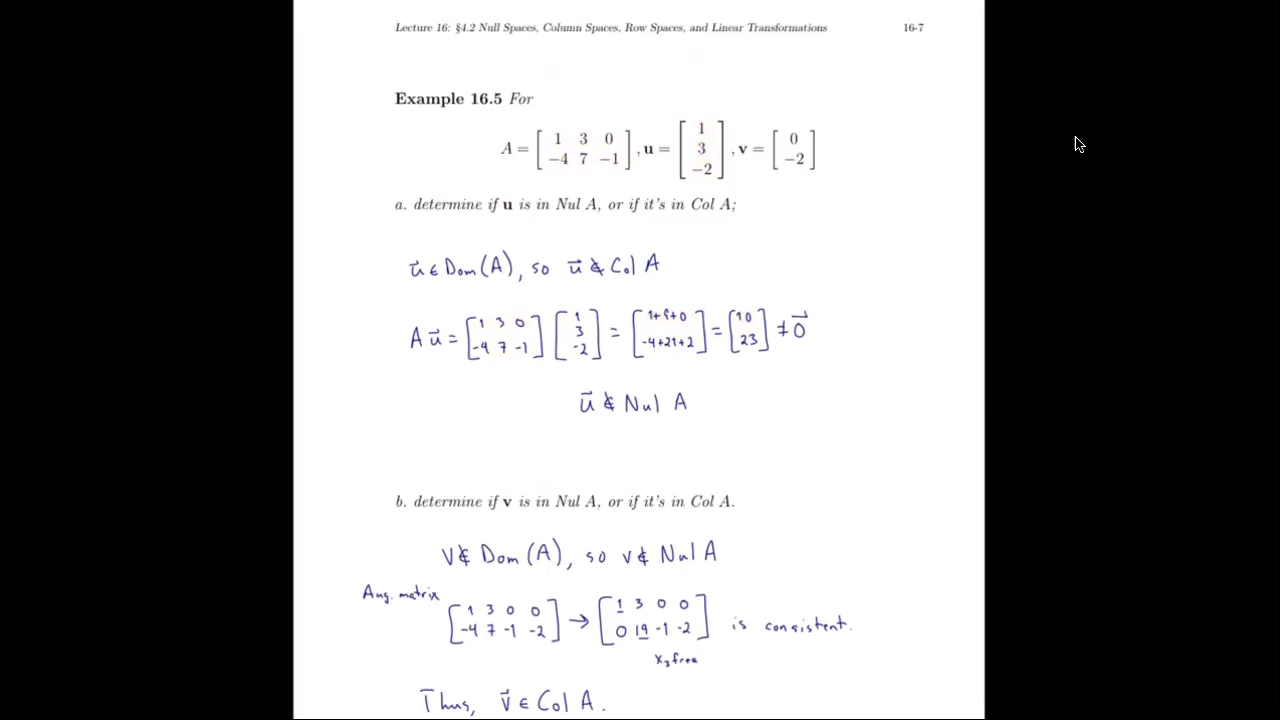 Lecture 16: §4.2 Null Spaces, Column Spaces, Row Spaces, and Linear Transformations 16-7
Example 16.5 For
A = [ 1 3 0 ; −4 7 −1 ], u = [ 1 ; 3 ; −2 ], v = [ 0 ; −2 ]
a. determine if u is in Nul A, or if it's in Col A;
u⃗ ∈ Dom(A), so u⃗ ∉ Col A
A u⃗ = [ 1 3 0 ; -4 7 -1 ] [ 1 ; 3 ; -2 ] = [ 1+9+0 ; -4+21+2 ] = [ 10 ; 23 ] ≠ 0⃗
u⃗ ∉ Nul A
b. determine if v is in Nul A, or if it's in Col A.
v ∉ Dom(A), so v ∉ Nul A
Aug. matrix
[ 1 3 0 0 ; -4 7 -1 -2 ] → [ 1 3 0 0 ; 0 19 -1 -2 ] is consistent.
x₃ free
Thus, v⃗ ∈ Col A.